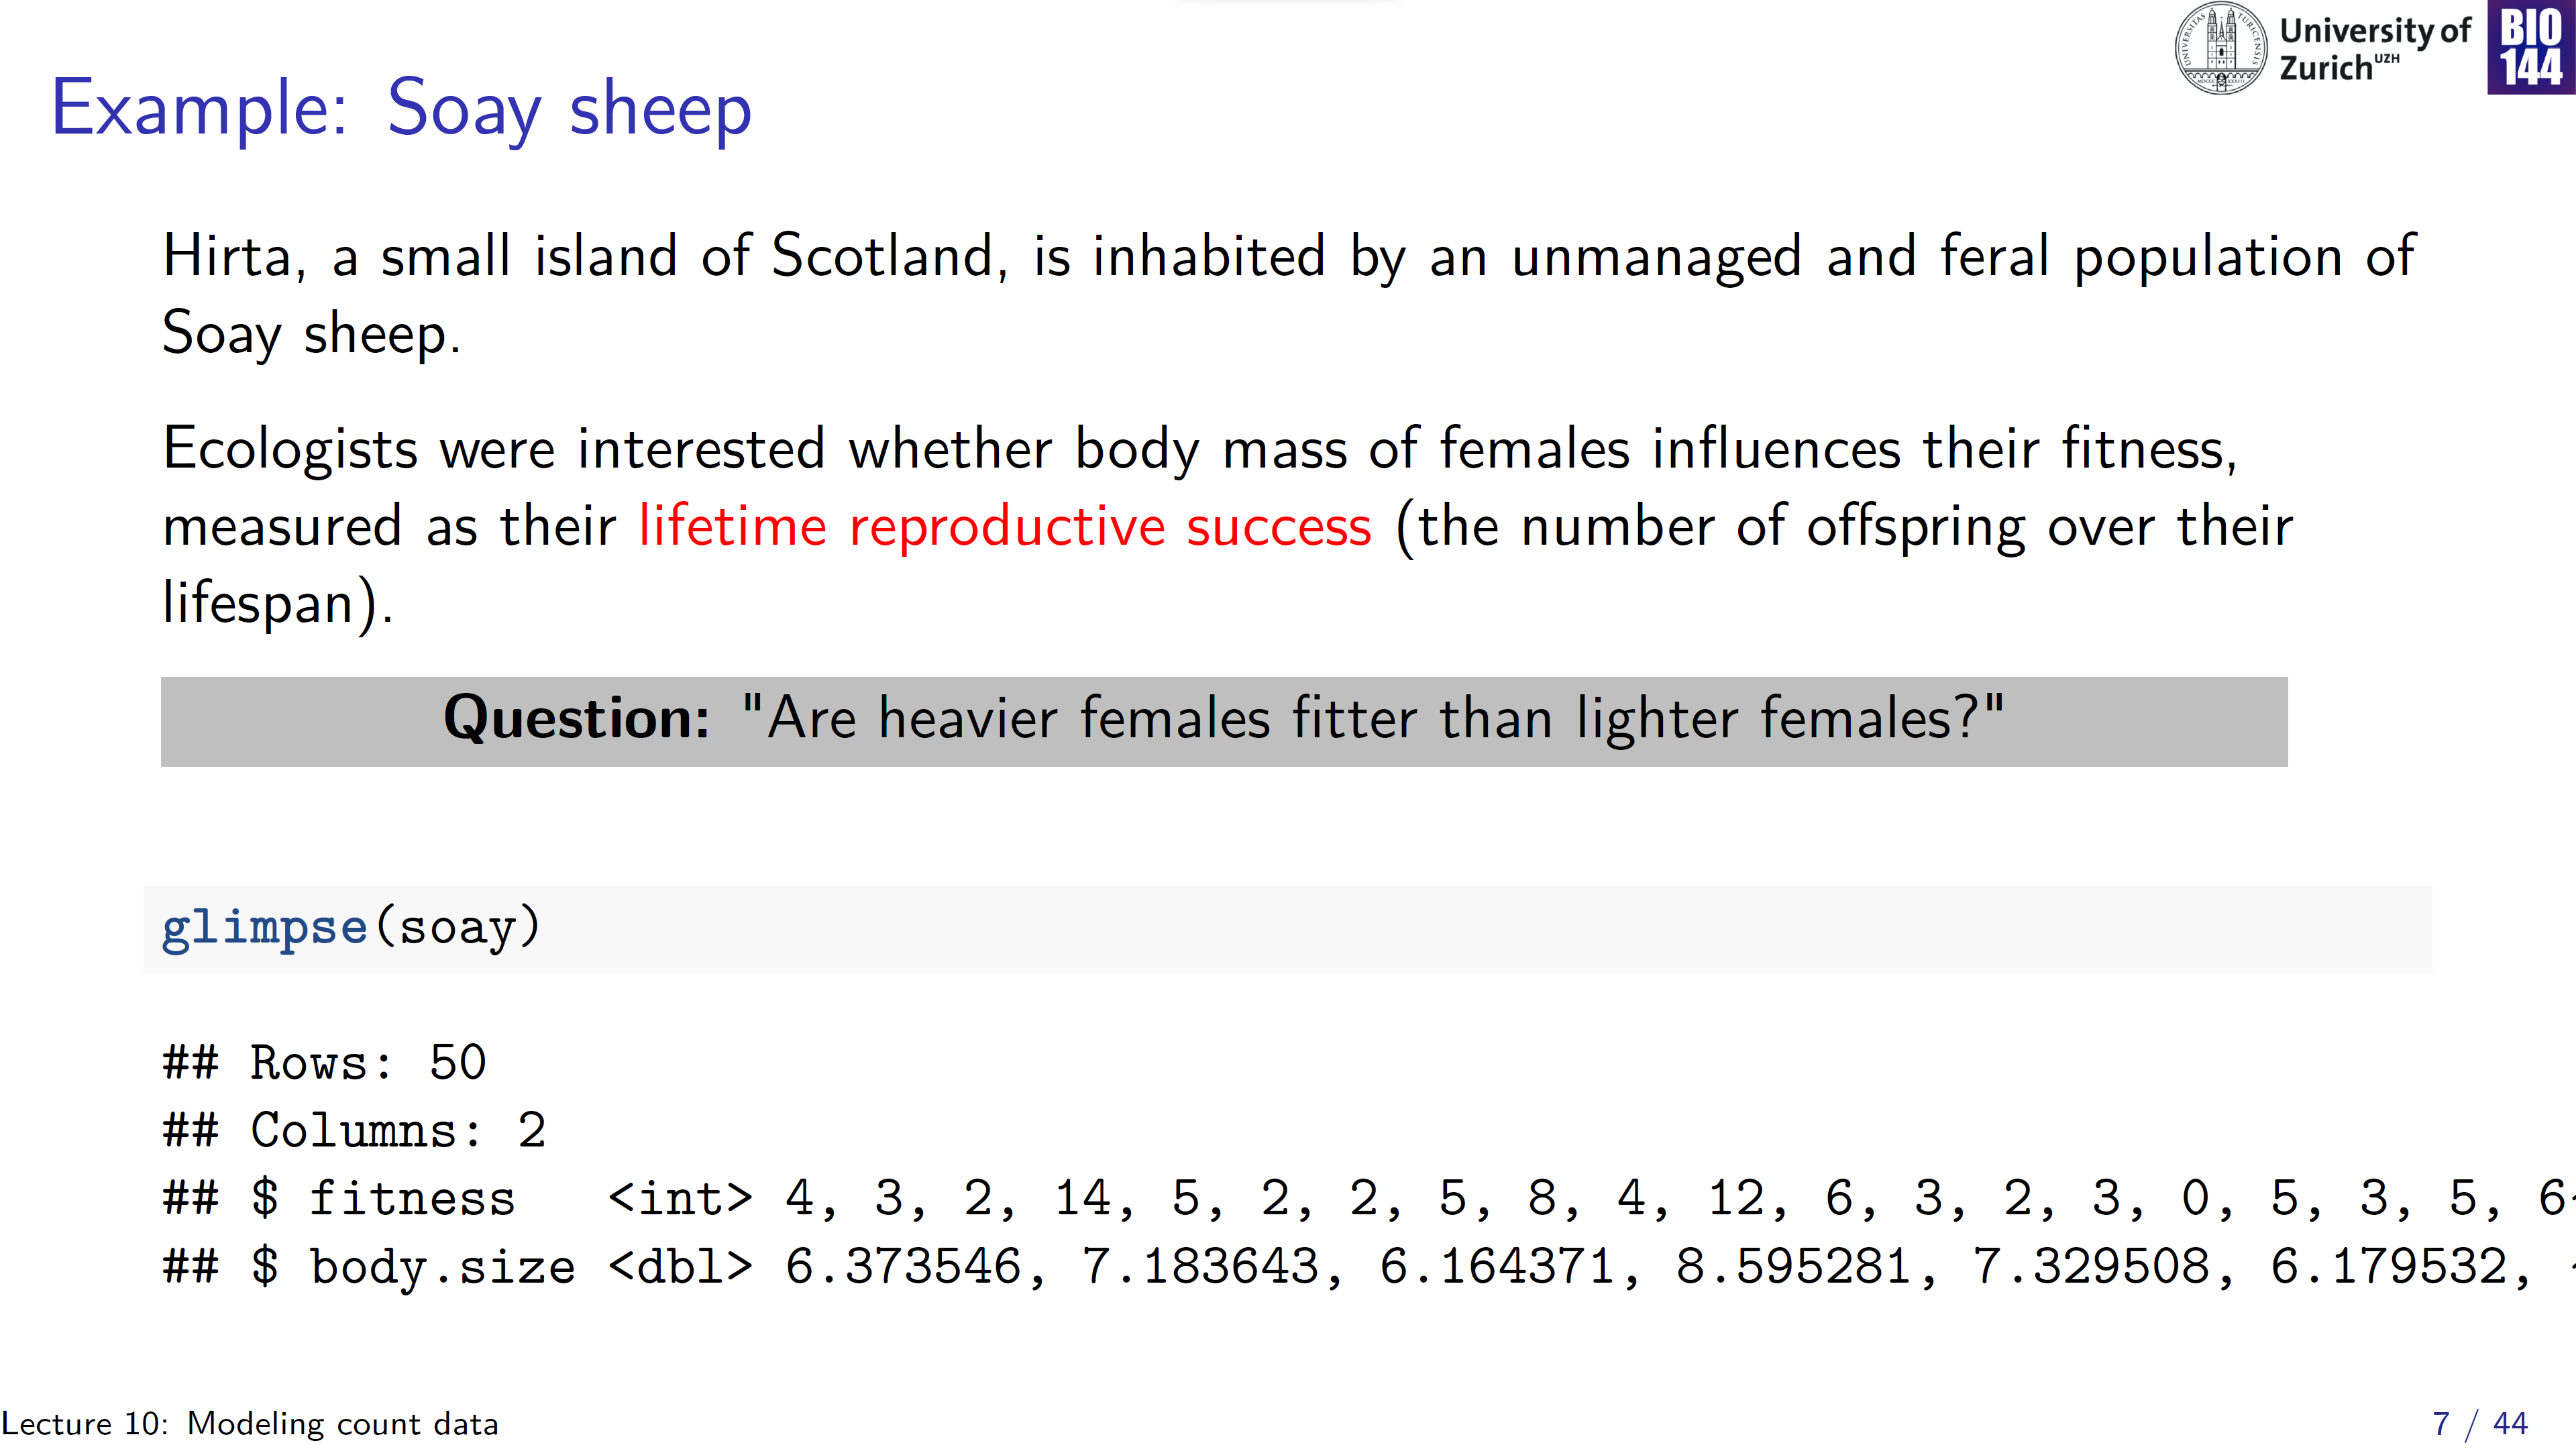 University of
Zurich UZH
BIO
144
Example: Soay sheep
Hirta, a small island of Scotland, is inhabited by an unmanaged and feral population of
Soay sheep.
Ecologists were interested whether body mass of females influences their fitness,
measured as their lifetime reproductive success (the number of offspring over their
lifespan).
Question: "Are heavier females fitter than lighter females?"
glimpse(soay)
## Rows: 50
## Columns: 2
## $ fitness   <int> 4, 3, 2, 14, 5, 2, 2, 5, 8, 4, 12, 6, 3, 2, 3, 0, 5, 3, 5, 6
## $ body.size <dbl> 6.373546, 7.183643, 6.164371, 8.595281, 7.329508, 6.179532,
Lecture 10: Modeling count data
7 / 44